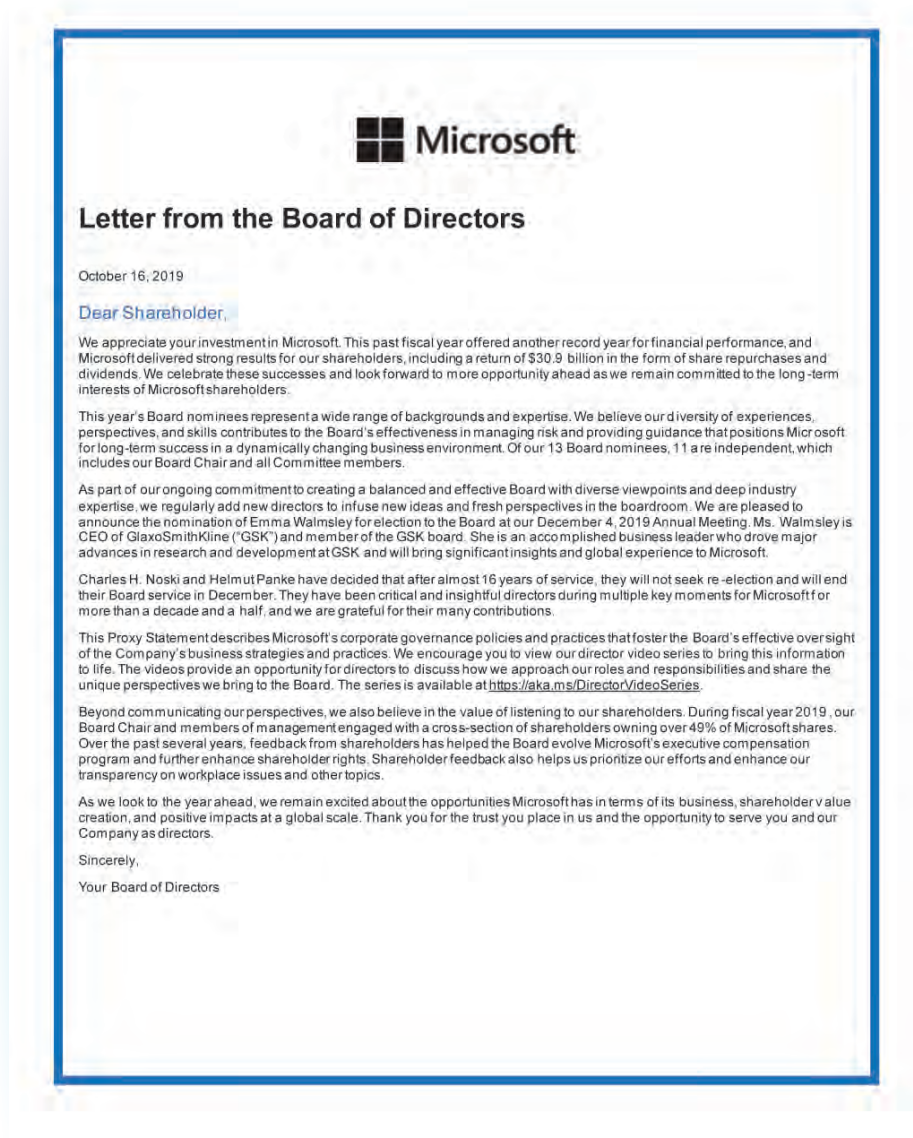 Microsoft
Letter from the Board of Directors
October 16, 2019
Dear Shareholder,
We appreciate your investment in Microsoft. This past fiscal year offered another record year for financial performance, and
Microsoft delivered strong results for our shareholders, including a return of $30.9 billion in the form of share repurchases and
dividends. We celebrate these successes and look forward to more opportunity ahead as we remain committed to the long-term
interests of Microsoft shareholders.
This year's Board nominees represent a wide range of backgrounds and expertise. We believe our diversity of experiences,
perspectives, and skills contributes to the Board's effectiveness in managing risk and providing guidance that positions Microsoft
for long-term success in a dynamically changing business environment. Of our 13 Board nominees, 11 are independent, which
includes our Board Chair and all Committee members.
As part of our ongoing commitment to creating a balanced and effective Board with diverse viewpoints and deep industry
expertise, we regularly add new directors to infuse new ideas and fresh perspectives in the boardroom. We are pleased to
announce the nomination of Emma Walmsley for election to the Board at our December 4, 2019 Annual Meeting. Ms. Walmsley is
CEO of GlaxoSmithKline ("GSK") and member of the GSK board. She is an accomplished business leader who drove major
advances in research and development at GSK and will bring significant insights and global experience to Microsoft.
Charles H. Noski and Helmut Panke have decided that after almost 16 years of service, they will not seek re-election and will end
their Board service in December. They have been critical and insightful directors during multiple key moments for Microsoft for
more than a decade and a half, and we are grateful for their many contributions.
This Proxy Statement describes Microsoft's corporate governance policies and practices that foster the Board's effective oversight
of the Company's business strategies and practices. We encourage you to view our director video series to bring this information
to life. The videos provide an opportunity for directors to discuss how we approach our roles and responsibilities and share the
unique perspectives we bring to the Board. The series is available at https://aka.ms/DirectorVideoSeries.
Beyond communicating our perspectives, we also believe in the value of listening to our shareholders. During fiscal year 2019, our
Board Chair and members of management engaged with a cross-section of shareholders owning over 49% of Microsoft shares.
Over the past several years, feedback from shareholders has helped the Board evolve Microsoft's executive compensation
program and further enhance shareholder rights. Shareholder feedback also helps us prioritize our efforts and enhance our
transparency on workplace issues and other topics.
As we look to the year ahead, we remain excited about the opportunities Microsoft has in terms of its business, shareholder value
creation, and positive impacts at a global scale. Thank you for the trust you place in us and the opportunity to serve you and our
Company as directors.
Sincerely,
Your Board of Directors